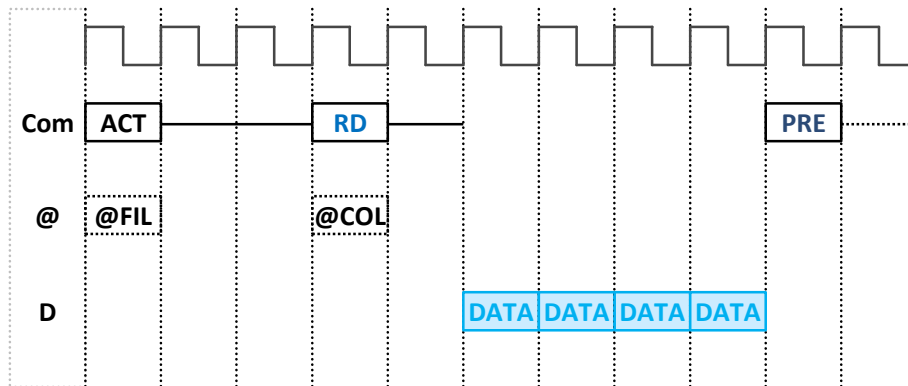 Com ACT RD PRE
@ @FIL @COL
D DATA DATA DATA DATA